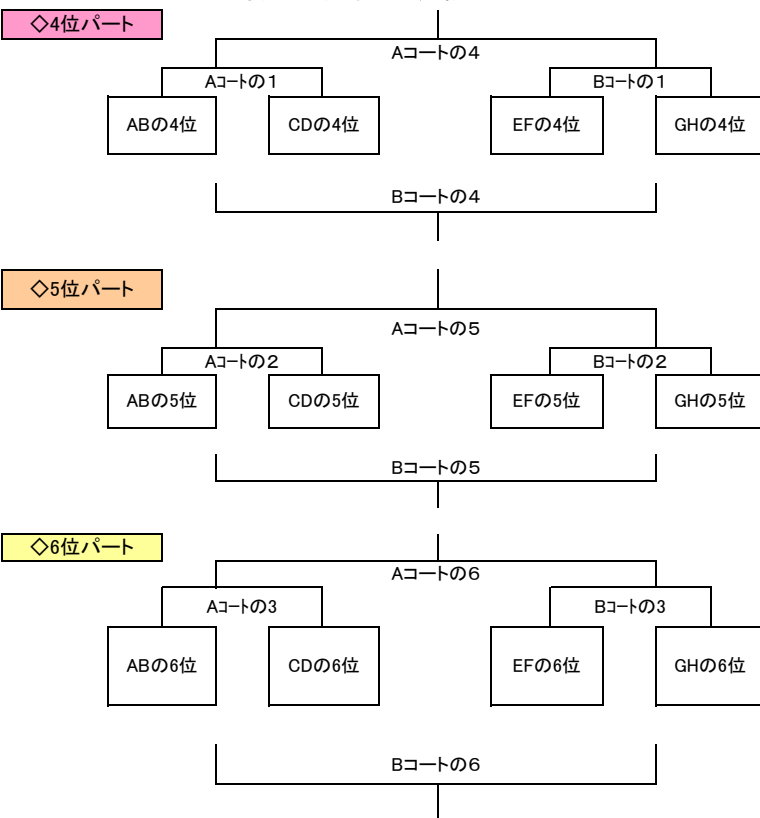 ◇4位パート
Aコートの4
Aコートの1
Bコートの1
ABの4位
CDの4位
EFの4位
GHの4位
Bコートの4
◇5位パート
Aコートの5
Aコートの2
Bコートの2
ABの5位
CDの5位
EFの5位
GHの5位
Bコートの5
◇6位パート
Aコートの6
Aコートの3
Bコートの3
ABの6位
CDの6位
EFの6位
GHの6位
Bコートの6